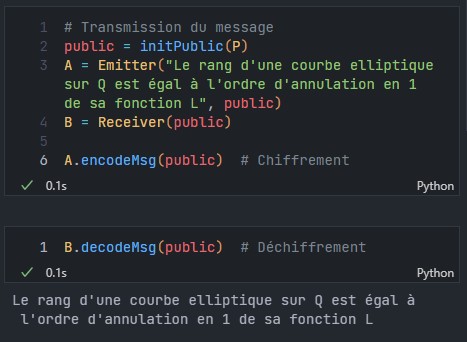 1 # Transmission du message
2 public = initPublic(P)
3 A = Emitter("Le rang d'une courbe elliptique
sur Q est égal à l'ordre d'annulation en 1
de sa fonction L", public)
4 B = Receiver(public)
5
6 A.encodeMsg(public)  # Chiffrement
✓ 0.1s Python
1 B.decodeMsg(public)  # Déchiffrement
✓ 0.1s Python
Le rang d'une courbe elliptique sur Q est égal à
l'ordre d'annulation en 1 de sa fonction L